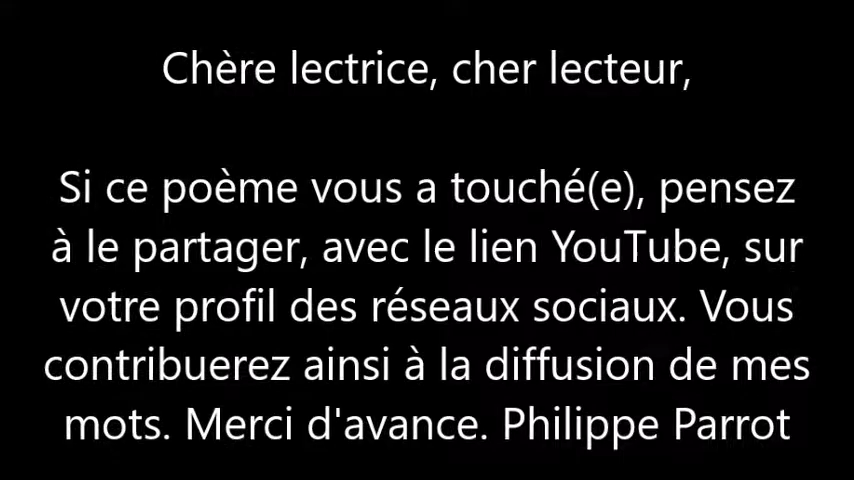 Chère lectrice, cher lecteur,
Si ce poème vous a touché(e), pensez
à le partager, avec le lien YouTube, sur
votre profil des réseaux sociaux. Vous
contribuerez ainsi à la diffusion de mes
mots. Merci d'avance. Philippe Parrot